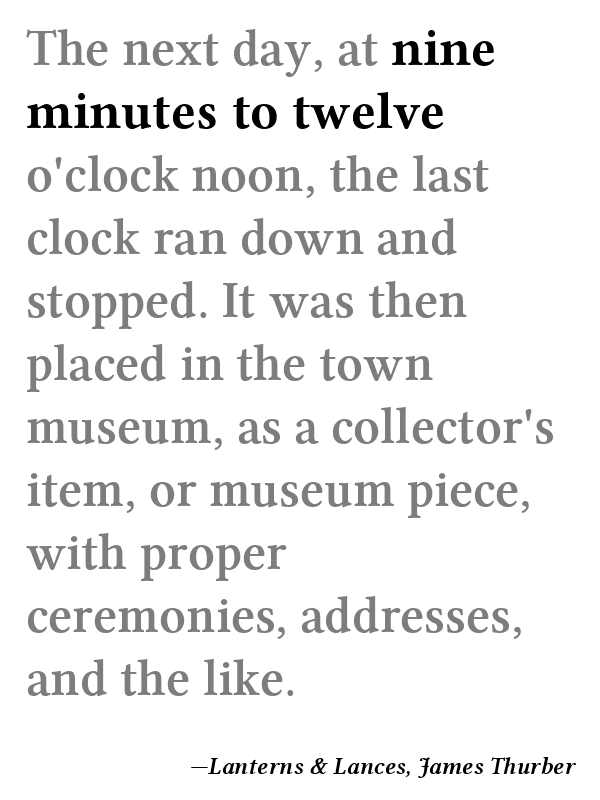 The next day, at nine
minutes to twelve
o'clock noon, the last
clock ran down and
stopped. It was then
placed in the town
museum, as a collector's
item, or museum piece,
with proper
ceremonies, addresses,
and the like.
—Lanterns & Lances, James Thurber